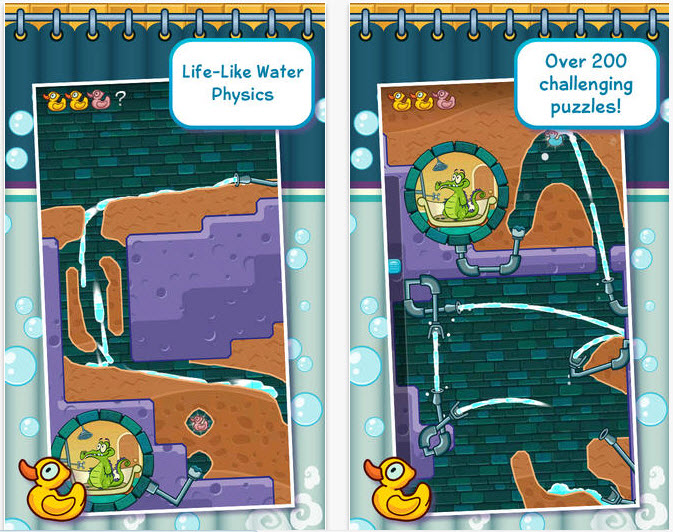 Life-Like Water
Physics
?
Over 200
challenging
puzzles!